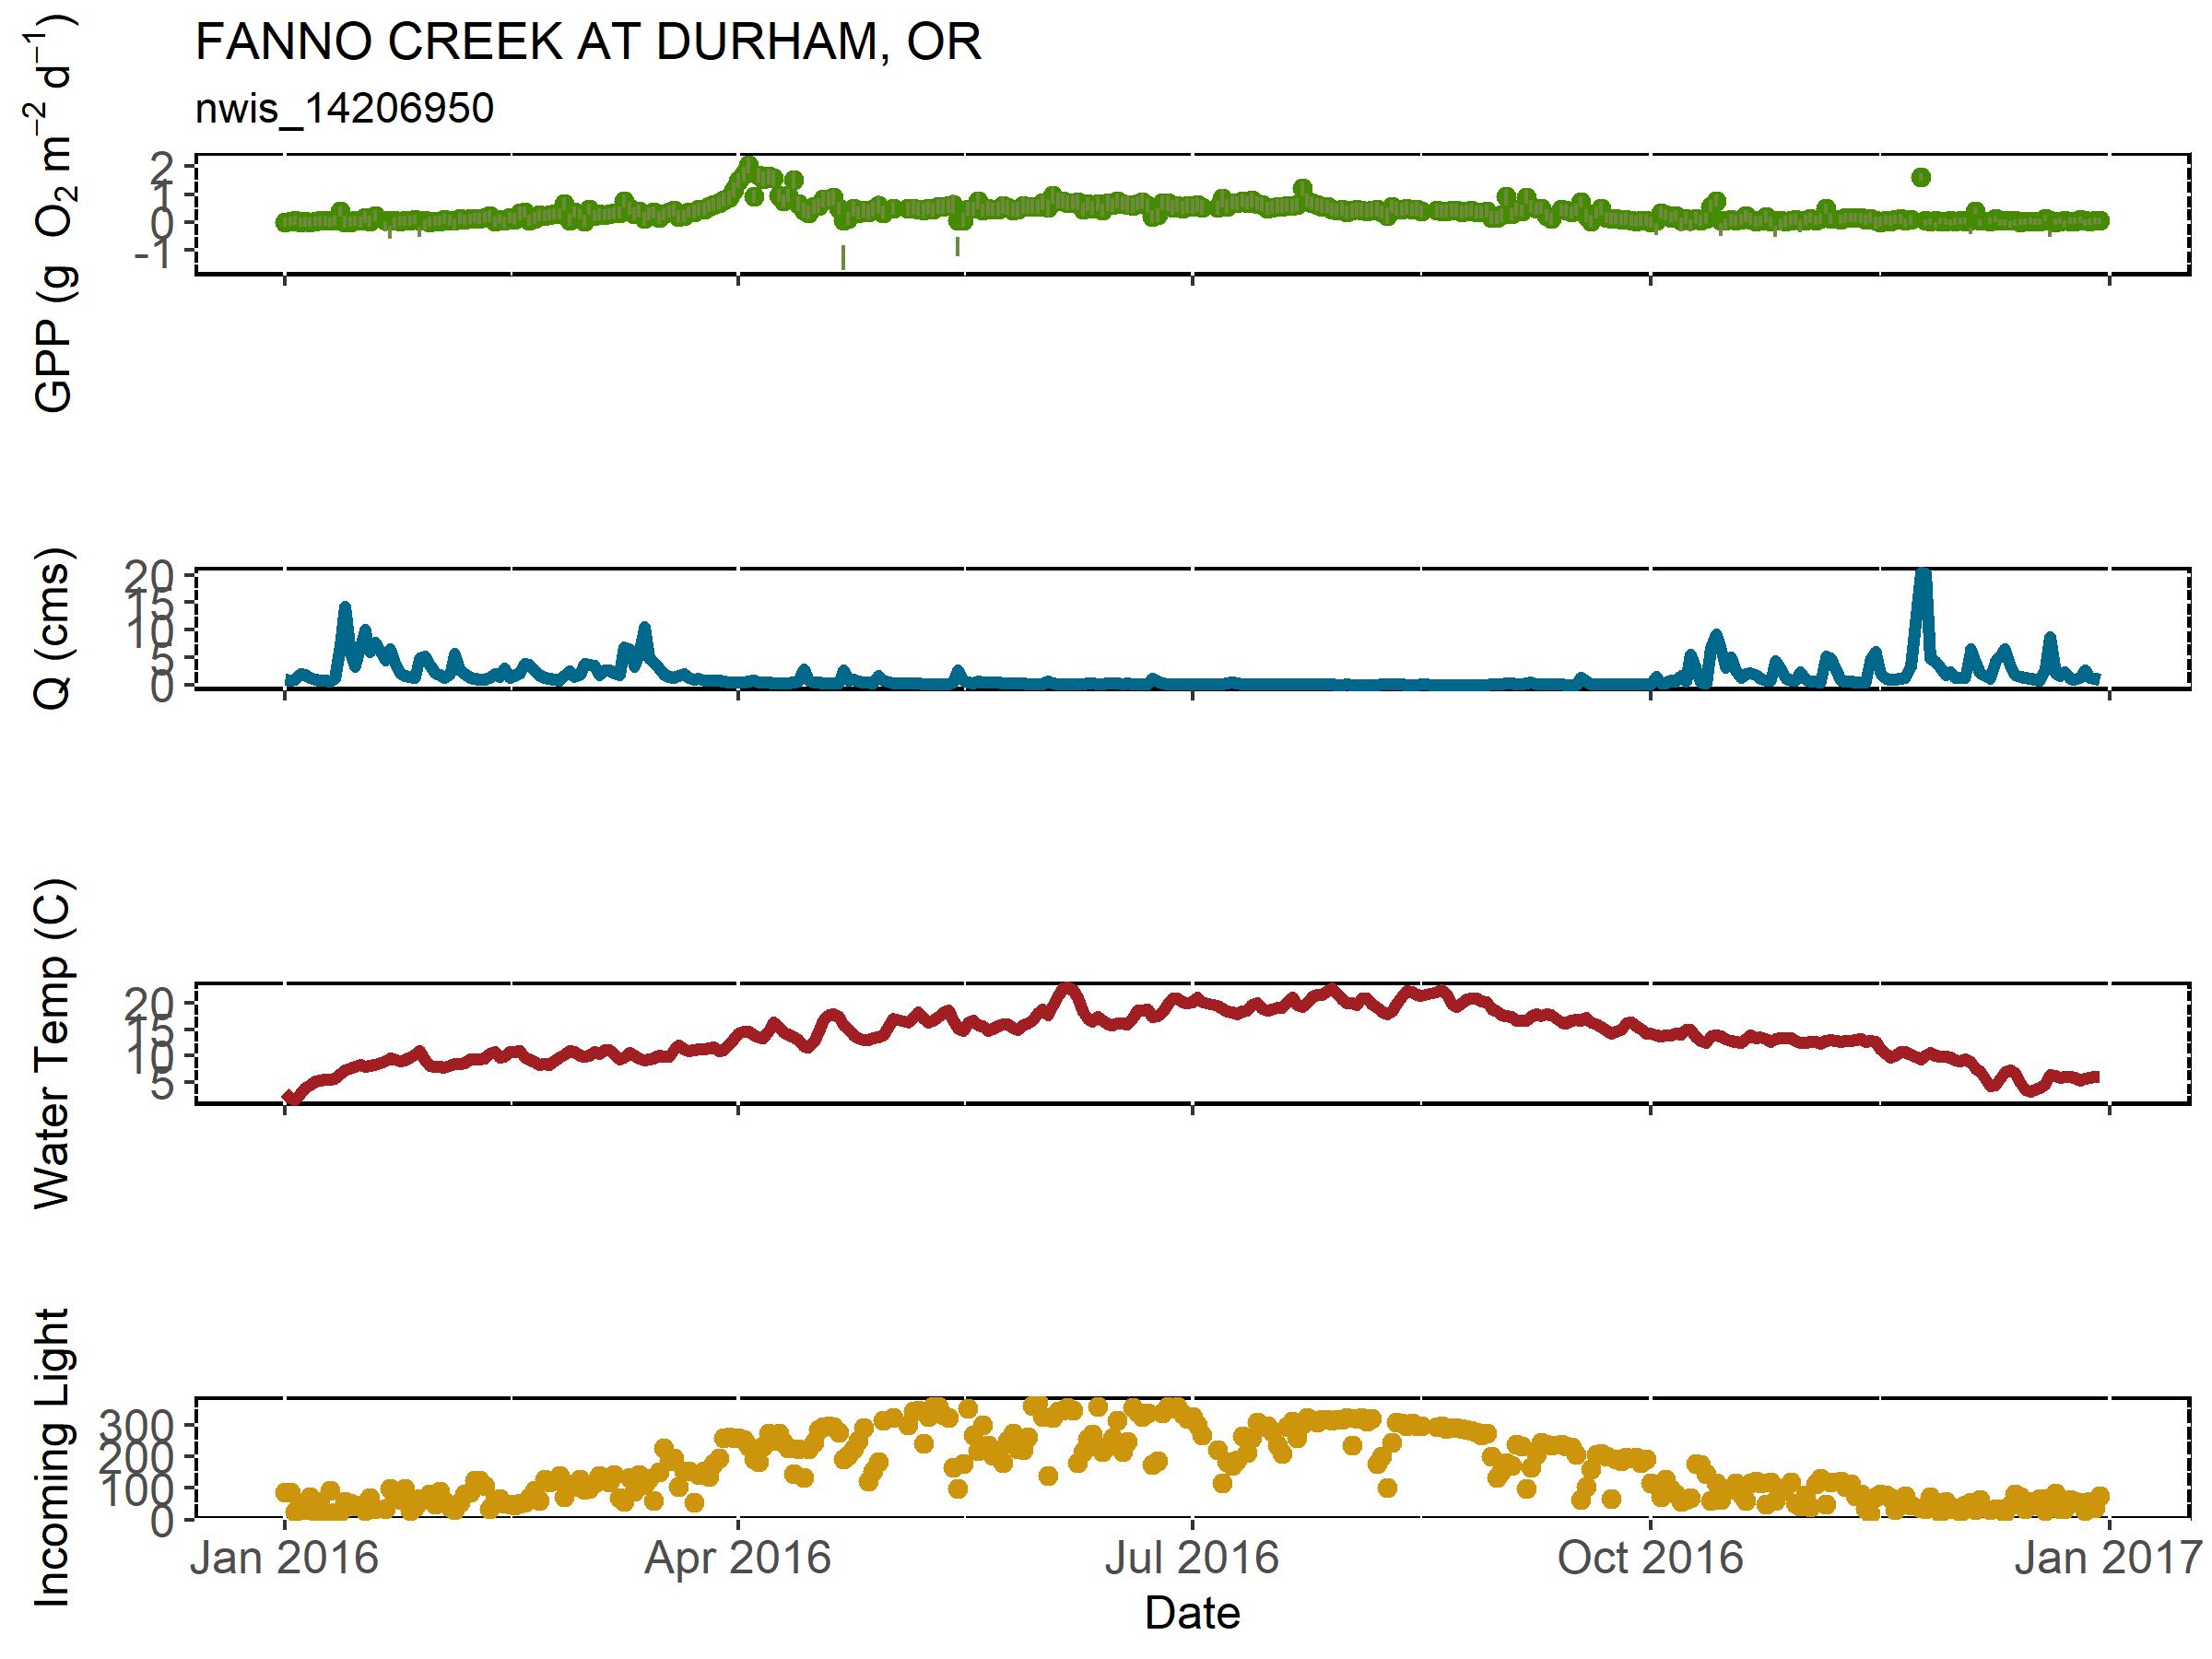 FANNO CREEK AT DURHAM, OR
nwis_14206950
GPP (g O₂ m⁻² d⁻¹)
2
1
0
-1
Q (cms)
20
15
10
5
0
Water Temp (C)
20
15
10
5
Incoming Light
300
200
100
0
Jan 2016 Apr 2016 Jul 2016 Oct 2016 Jan 2017
Date